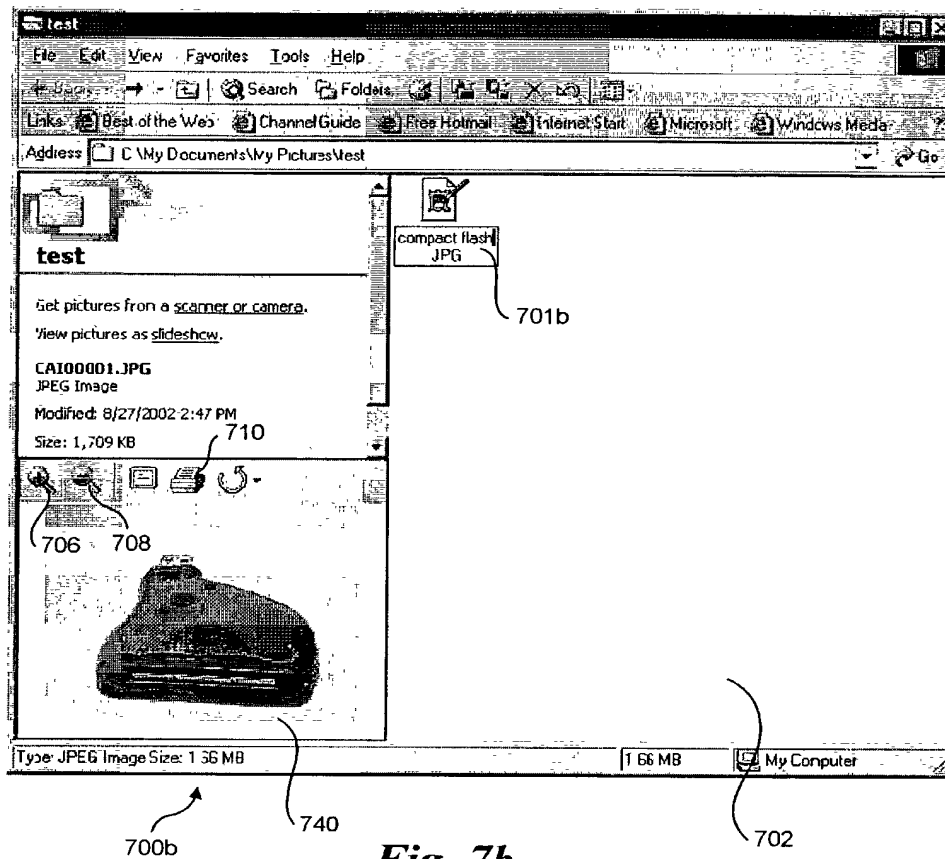 test
File Edit View Favorites Tools Help
Back Search Folders
Links Best of the Web Channel Guide Free Hotmail Internet Start Microsoft Windows Media
Address C:\My Documents\My Pictures\test Go
test
Get pictures from a scanner or camera.
View pictures as slideshow.
CAI00001.JPG
JPEG Image
Modified: 8/27/2002 2:47 PM
Size: 1,709 KB
compact flash
JPG
701b
710
706
708
Type: JPEG Image Size: 1.66 MB 1.66 MB My Computer
700b
740
702
Fig. 7b